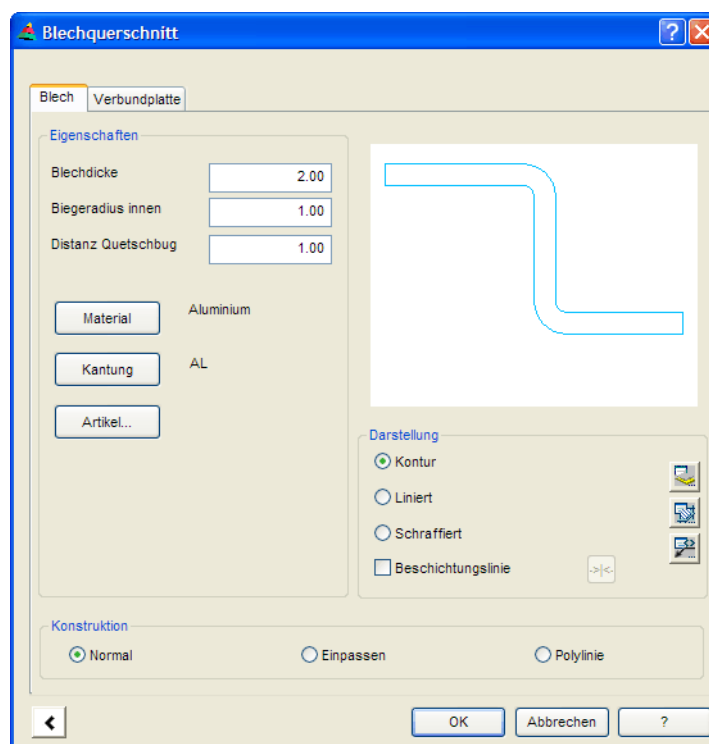 Blechquerschnitt
?
Blech Verbundplatte
Eigenschaften
Blechdicke 2.00
Biegeradius innen 1.00
Distanz Quetschbug 1.00
Material Aluminium
Kantung AL
Artikel...
Darstellung
Kontur
Liniert
Schraffiert
Beschichtungslinie ->|<-
Konstruktion
Normal Einpassen Polylinie
OK Abbrechen ?